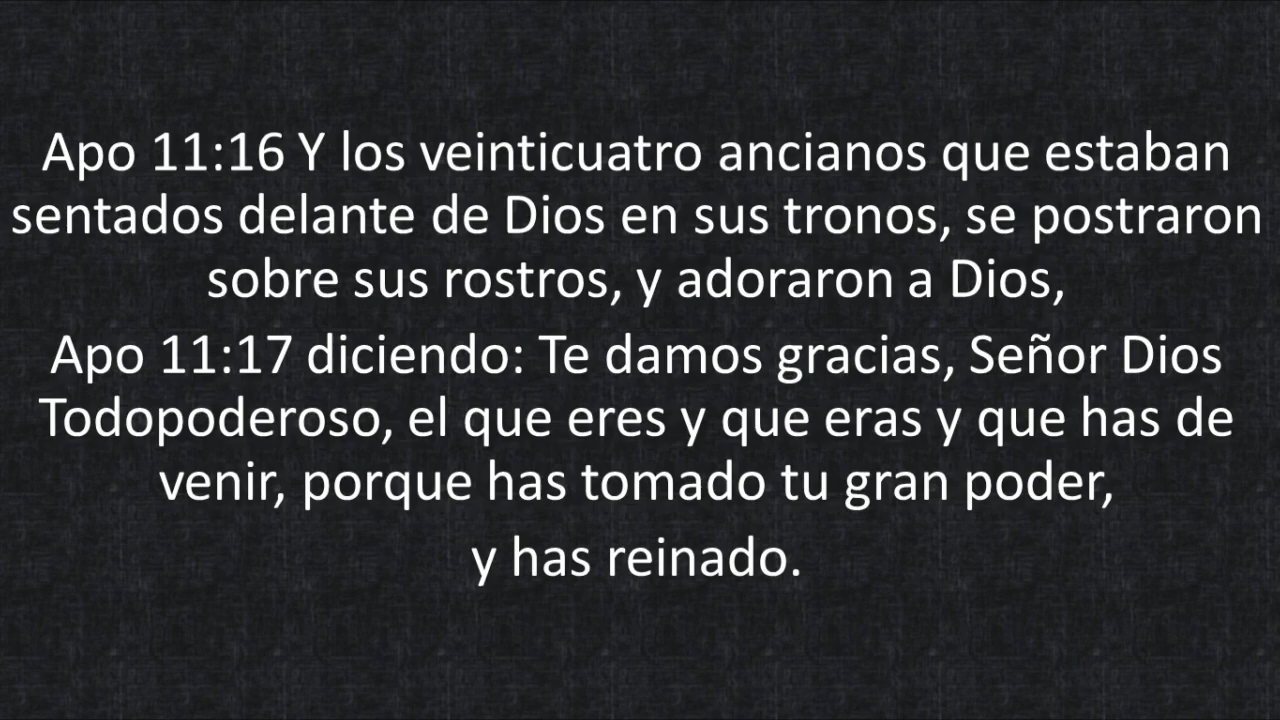 Apo 11:16 Y los veinticuatro ancianos que estaban
sentados delante de Dios en sus tronos, se postraron
sobre sus rostros, y adoraron a Dios,
Apo 11:17 diciendo: Te damos gracias, Señor Dios
Todopoderoso, el que eres y que eras y que has de
venir, porque has tomado tu gran poder,
y has reinado.